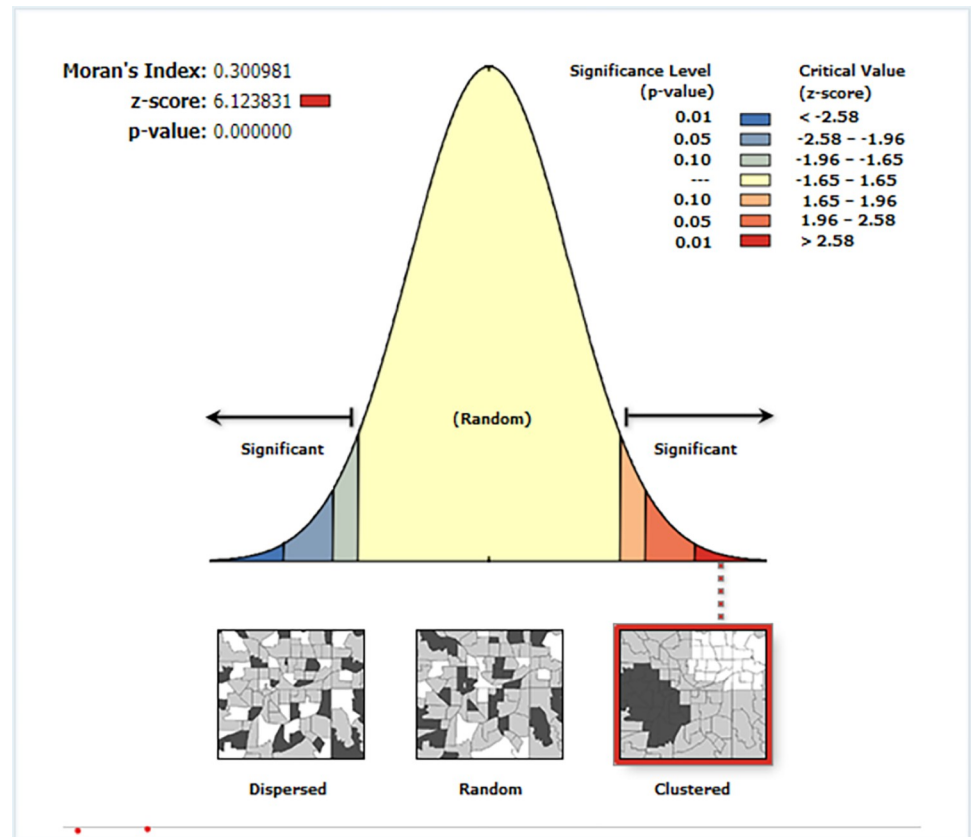 Moran's Index: 0.300981
z-score: 6.123831
p-value: 0.000000
Significance Level
(p-value)
Critical Value
(z-score)
0.01 < -2.58
0.05 -2.58 – -1.96
0.10 -1.96 – -1.65
--- -1.65 – 1.65
0.10 1.65 – 1.96
0.05 1.96 – 2.58
0.01 > 2.58
(Random)
Significant
Significant
Dispersed
Random
Clustered